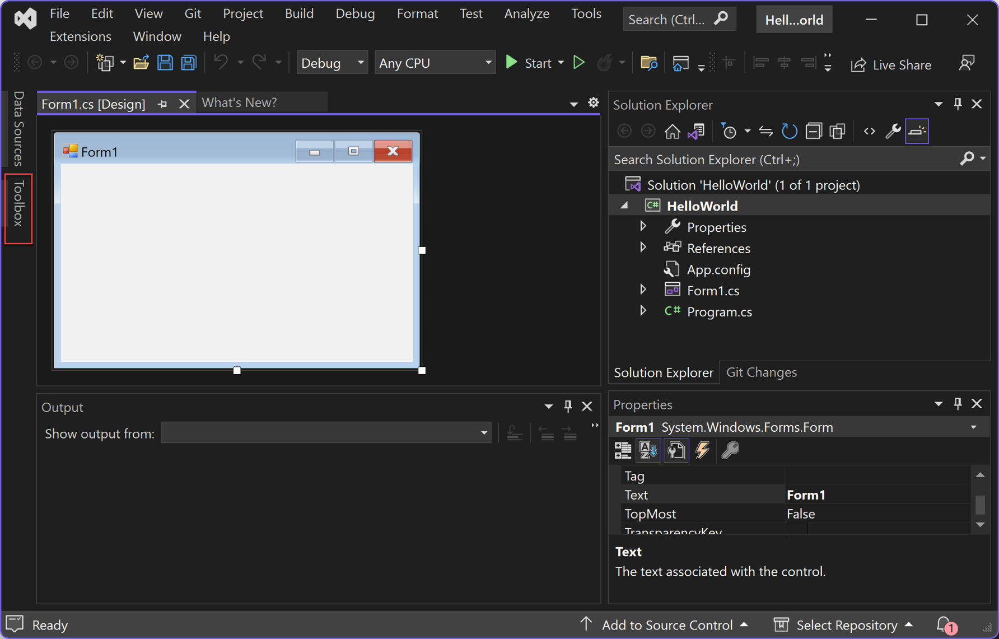 File Edit View Git Project Build Debug Format Test Analyze Tools
Search (Ctrl...
Hell...orld
Extensions Window Help
Debug
Any CPU
Start
Live Share
Data Sources
Toolbox
Form1.cs [Design]
What's New?
Form1
Output
Show output from:
Solution Explorer
Search Solution Explorer (Ctrl+;)
Solution 'HelloWorld' (1 of 1 project)
C# HelloWorld
Properties
References
App.config
Form1.cs
C# Program.cs
Solution Explorer Git Changes
Properties
Form1 System.Windows.Forms.Form
Tag
Text Form1
TopMost False
TransparencyKey
Text
The text associated with the control.
Ready
Add to Source Control
Select Repository
1